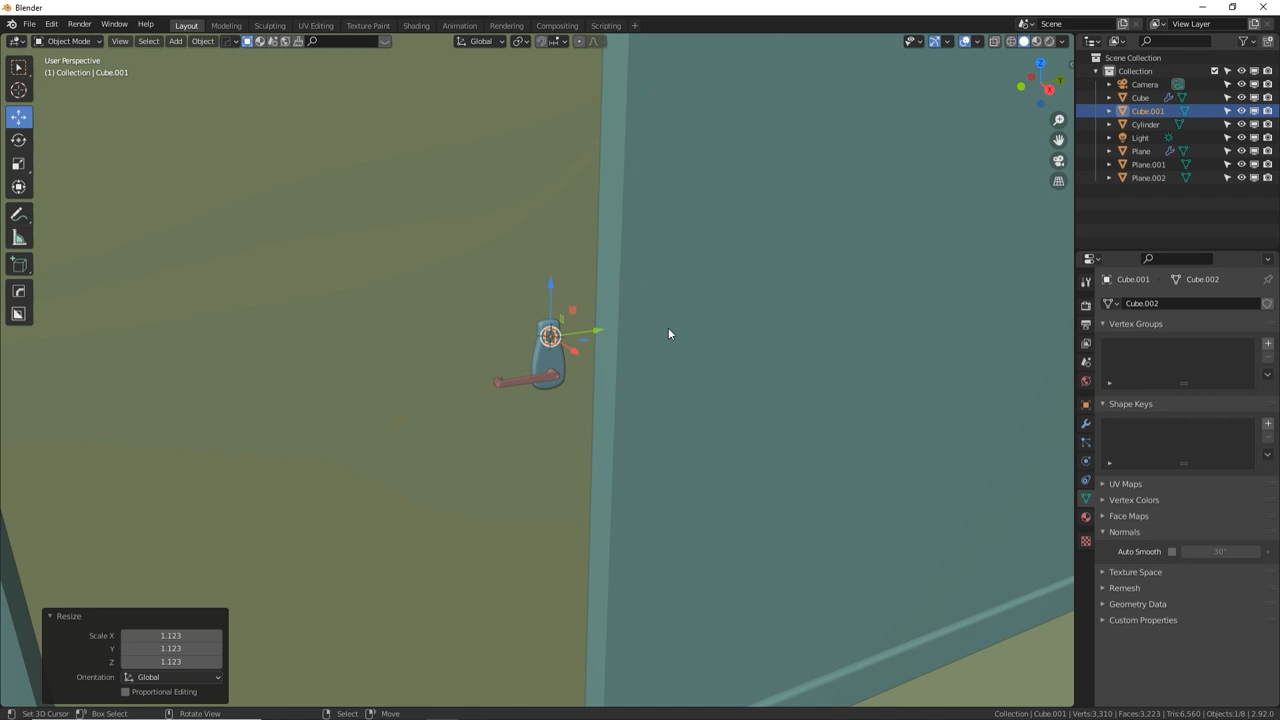 Blender
File Edit Render Window Help Layout Modeling Sculpting UV Editing Texture Paint Shading Animation Rendering Compositing Scripting + Scene View Layer
Object Mode View Select Add Object Global
User Perspective
(1) Collection | Cube.001
Z
Y
X
Scene Collection
Collection
Camera
Cube
Cube.001
Cylinder
Light
Plane
Plane.001
Plane.002
Cube.001 Cube.002
Cube.002
Vertex Groups
Shape Keys
UV Maps
Vertex Colors
Face Maps
Normals
Auto Smooth 30°
Texture Space
Remesh
Geometry Data
Custom Properties
Resize
Scale X 1.123
Y 1.123
Z 1.123
Orientation Global
Proportional Editing
Set 3D Cursor Box Select Rotate View Select Move Collection | Cube.001 | Verts:3,310 | Faces:3,223 | Tris:6,560 | Objects:1/8 | 2.92.0